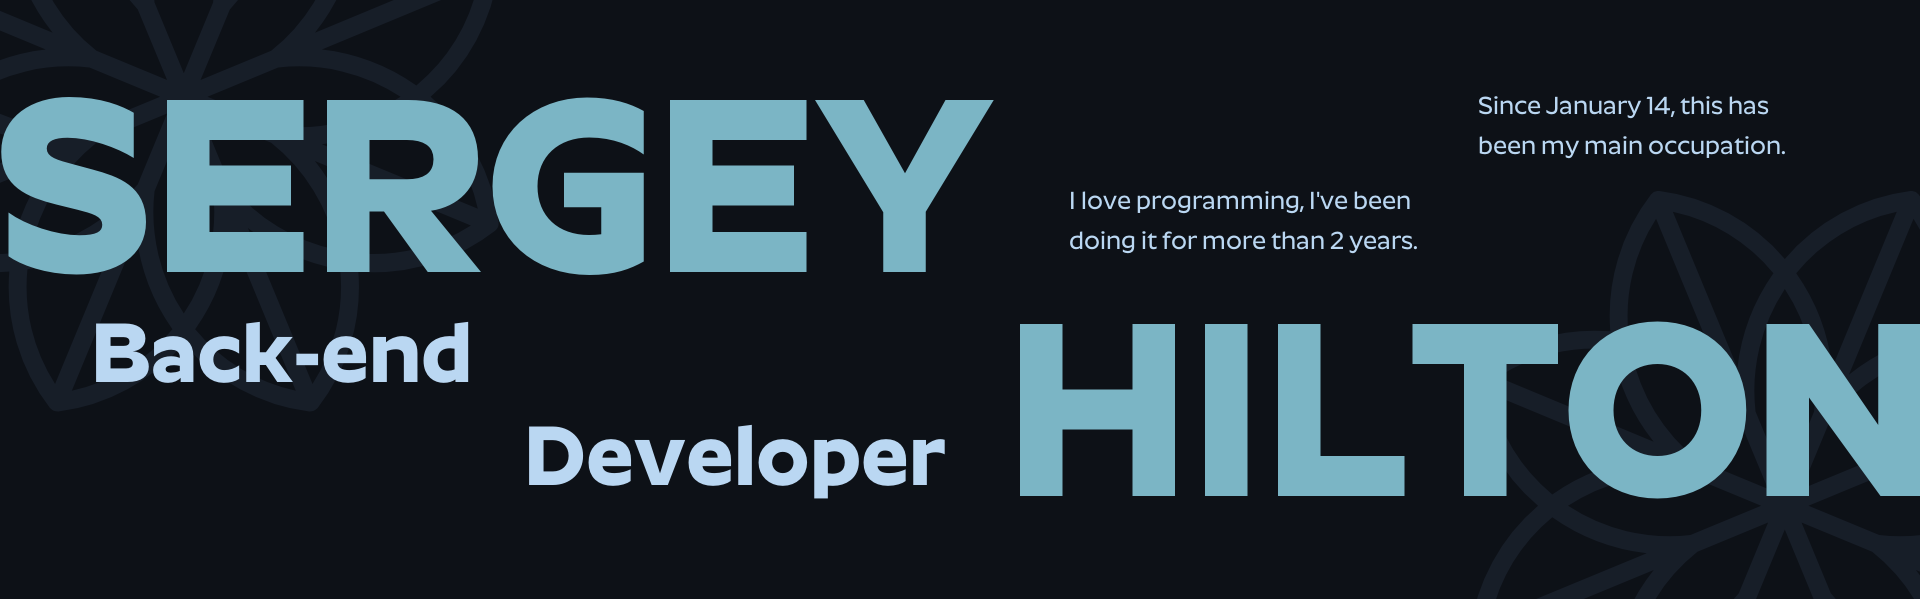 SERGEY
Since January 14, this has
been my main occupation.
I love programming, I've been
doing it for more than 2 years.
Back-end
Developer
HILTON